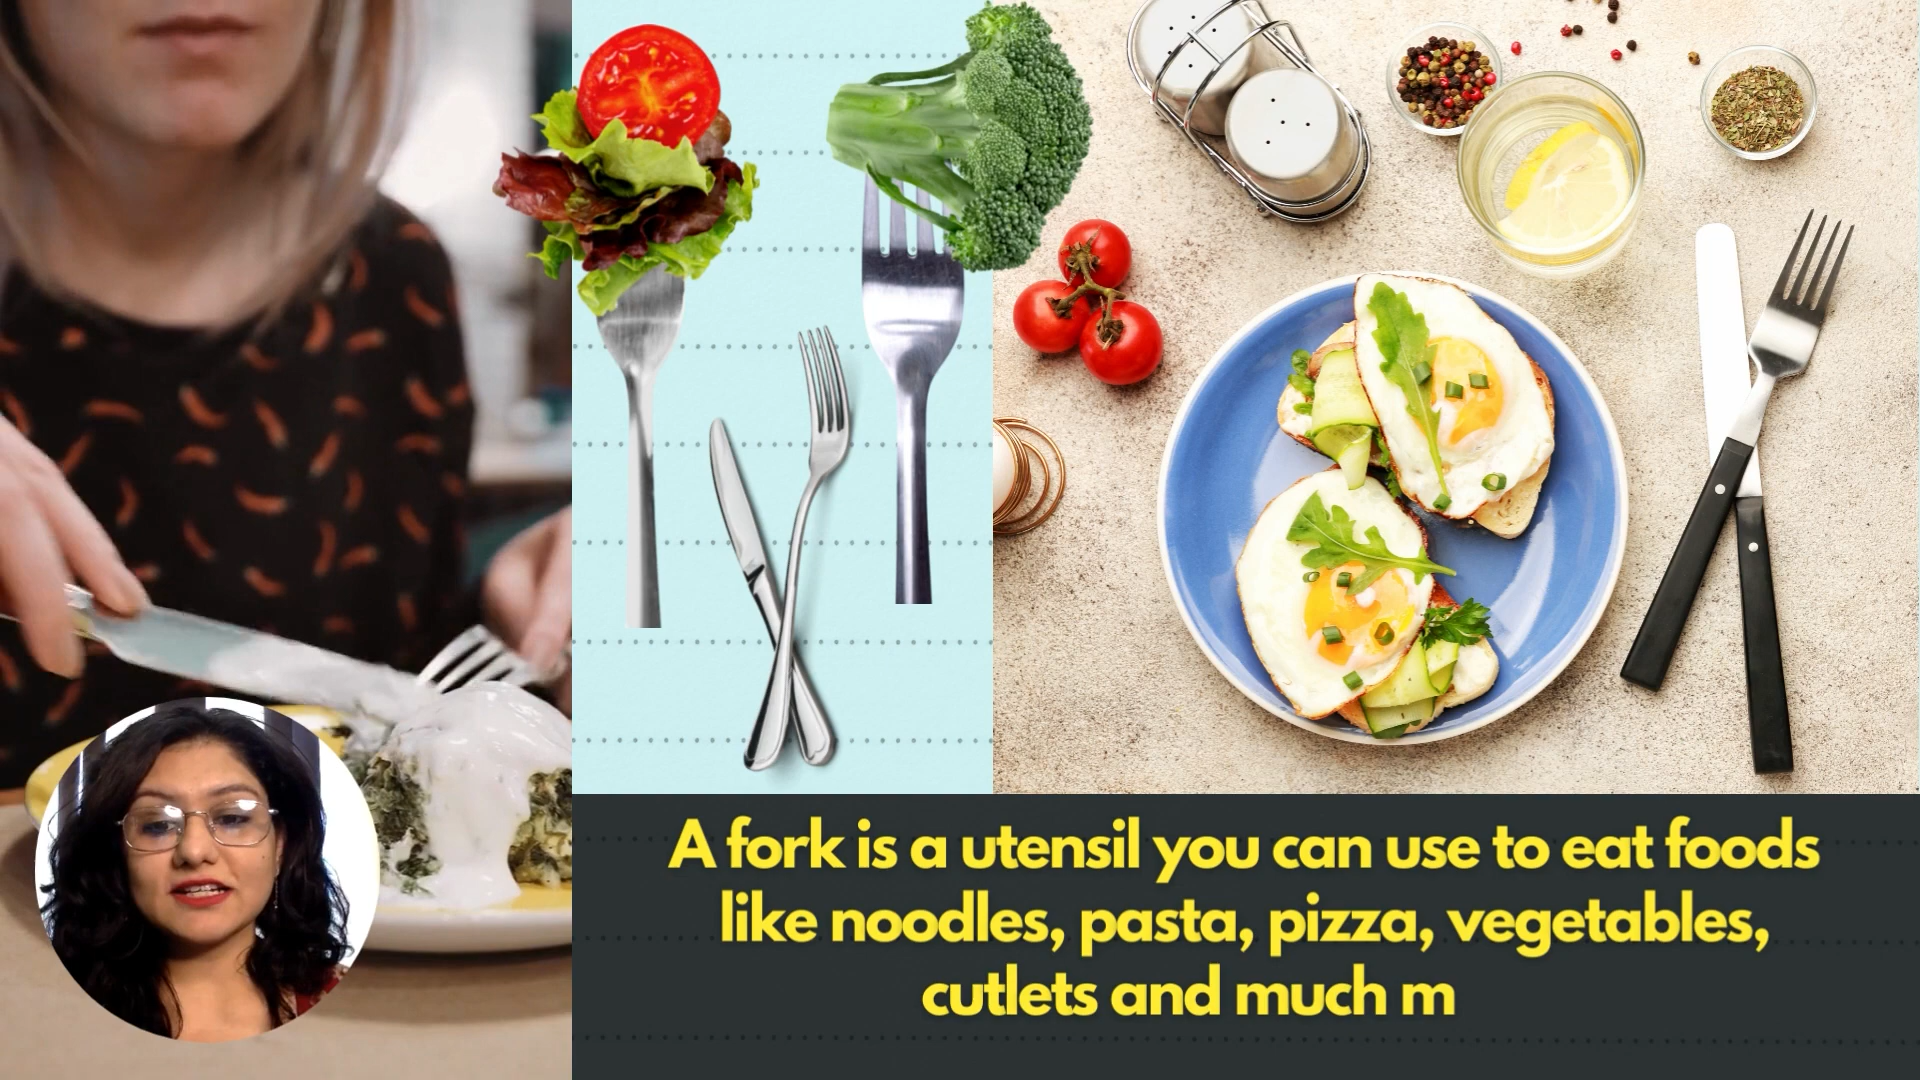 A fork is a utensil you can use to eat foods
like noodles, pasta, pizza, vegetables,
cutlets and much m